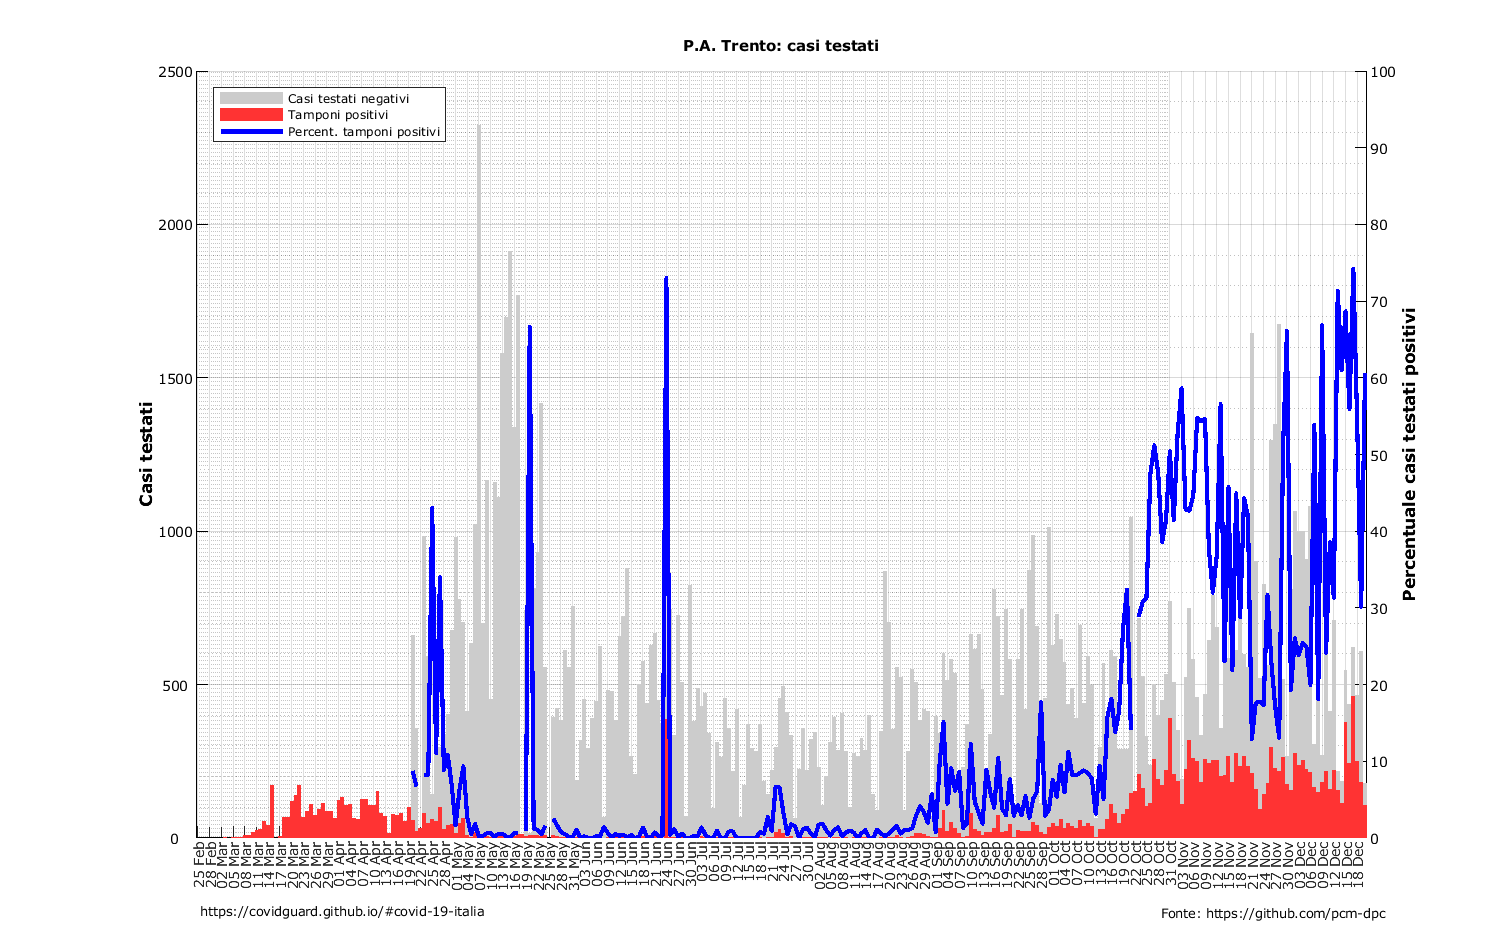 P.A. Trento: casi testati
2500
2000
1500
1000
500
0
Casi testati
Casi testati negativi
Tamponi positivi
Percent. tamponi positivi
100
90
80
70
60
50
40
30
20
10
0
Percentuale casi testati positivi
25 Feb
28 Feb
02 Mar
05 Mar
08 Mar
11 Mar
14 Mar
17 Mar
20 Mar
23 Mar
26 Mar
29 Mar
01 Apr
04 Apr
07 Apr
10 Apr
13 Apr
16 Apr
19 Apr
22 Apr
25 Apr
28 Apr
01 May
04 May
07 May
10 May
13 May
16 May
19 May
22 May
25 May
28 May
31 May
03 Jun
06 Jun
09 Jun
12 Jun
15 Jun
18 Jun
21 Jun
24 Jun
27 Jun
30 Jun
03 Jul
06 Jul
09 Jul
12 Jul
15 Jul
18 Jul
21 Jul
24 Jul
27 Jul
30 Jul
02 Aug
05 Aug
08 Aug
11 Aug
14 Aug
17 Aug
20 Aug
23 Aug
26 Aug
29 Aug
01 Sep
04 Sep
07 Sep
10 Sep
13 Sep
16 Sep
19 Sep
22 Sep
25 Sep
28 Sep
01 Oct
04 Oct
07 Oct
10 Oct
13 Oct
16 Oct
19 Oct
22 Oct
25 Oct
28 Oct
31 Oct
03 Nov
06 Nov
09 Nov
12 Nov
15 Nov
18 Nov
21 Nov
24 Nov
27 Nov
30 Nov
03 Dec
06 Dec
09 Dec
12 Dec
15 Dec
18 Dec
https://covidguard.github.io/#covid-19-italia
Fonte: https://github.com/pcm-dpc